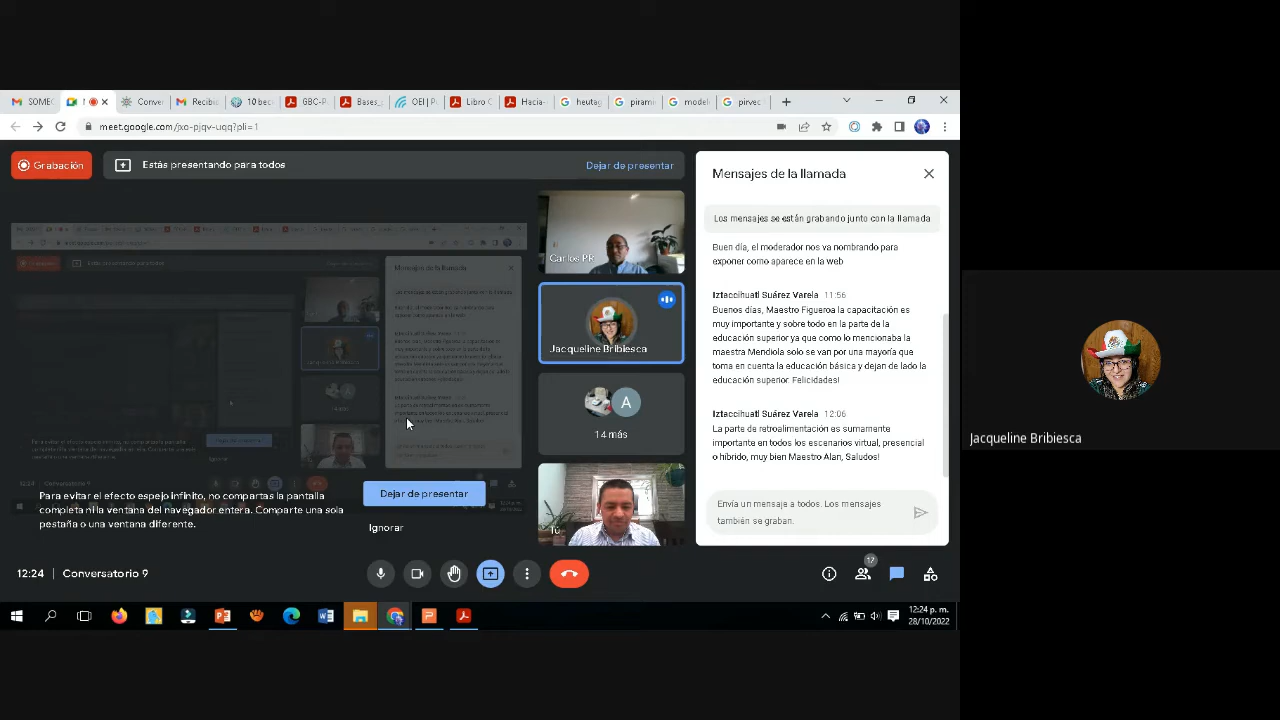 SOMEC
Conver
Recibid
10 bec
GBC-P
Bases_
OEI | P
Libro C
Hacia-
heutag
piram
model
pirvec
meet.google.com/pxo-pjqv-uqq?pli=1
Grabación
Estás presentando para todos
Dejar de presentar
Carlos PR
Jacqueline Bribiesca
A
14 más
Tú
Mensajes de la llamada
Los mensajes se están grabando junto con la llamada
Buen día, el moderador nos va nombrando para
exponer como aparece en la web
Iztaccihuatl Suárez Varela 11:56
Buenos días, Maestro Figueroa la capacitación es
muy importante y sobre todo en la parte de la
educación superior ya que como lo mencionaba la
maestra Mendiola solo se van por una mayoría que
toma en cuenta la educación básica y dejan de lado la
educación superior. Felicidades!
Iztaccihuatl Suárez Varela 12:06
La parte de retroalimentación es sumamente
importante en todos los escenarios virtual, presencial
o híbrido, muy bien Maestro Alan, Saludos!
Envía un mensaje a todos. Los mensajes
también se graban.
Para evitar el efecto espejo infinito, no compartas la pantalla
completa ni la ventana del navegador entera. Comparte una sola
pestaña o una ventana diferente.
Dejar de presentar
Ignorar
12:24 | Conversatorio 9
17
12:24 p. m.
28/10/2022
Jacqueline Bribiesca